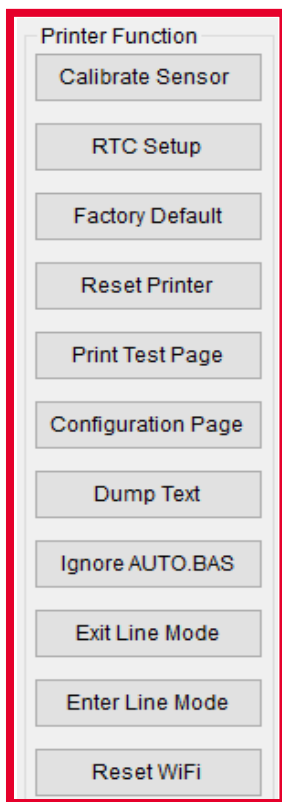 Printer Function
Calibrate Sensor
RTC Setup
Factory Default
Reset Printer
Print Test Page
Configuration Page
Dump Text
Ignore AUTO.BAS
Exit Line Mode
Enter Line Mode
Reset WiFi